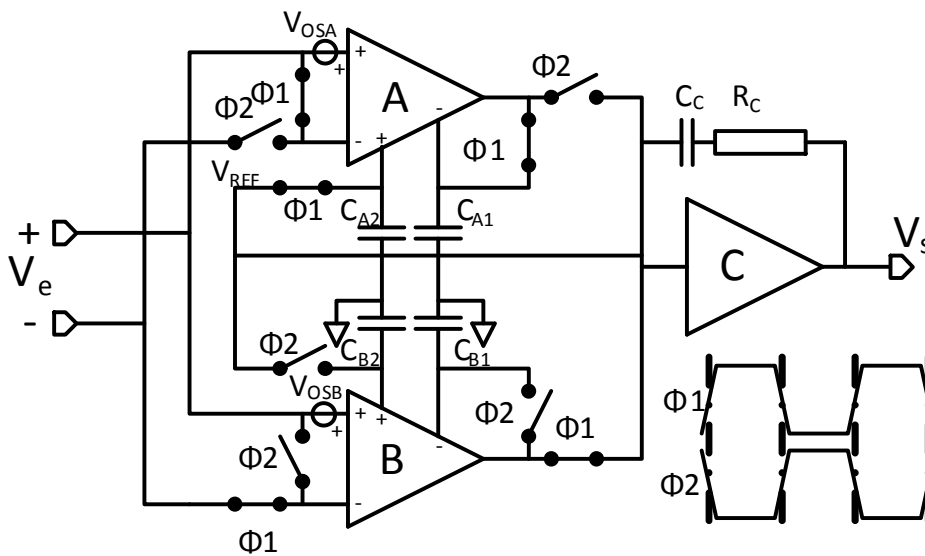 V_OSA
+
+
Φ2
Φ1
A
-
Φ2
C_C
R_C
-
+
Φ1
V_REF
Φ1
C_A2
C_A1
+
V_e
-
C
V_s
Φ2
C_B2
C_B1
V_OSB
+
+
+
-
Φ2
Φ1
Φ1
Φ2
B
Φ2
-
Φ1